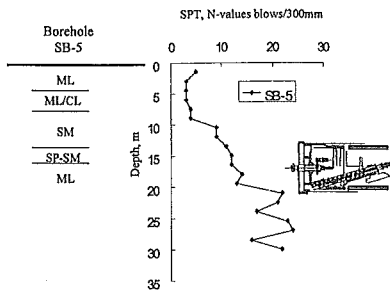 SPT, N-values blows/300mm
Borehole
SB-5
0 10 20 30
0
5
10
15
20
25
30
35
Depth, m
SB-5
ML
ML/CL
SM
SP-SM
ML